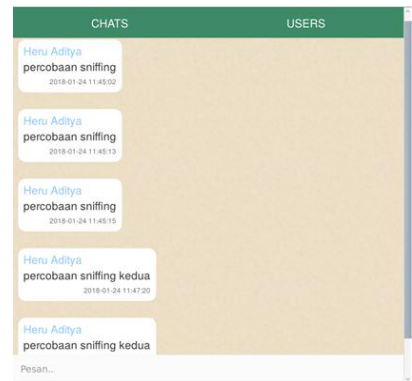 CHATS USERS
Heru Aditya
percobaan sniffing
2018-01-24 11:45:02
Heru Aditya
percobaan sniffing
2018-01-24 11:45:13
Heru Aditya
percobaan sniffing
2018-01-24 11:45:15
Heru Aditya
percobaan sniffing kedua
2018-01-24 11:47:20
Heru Aditya
percobaan sniffing kedua
Pesan...